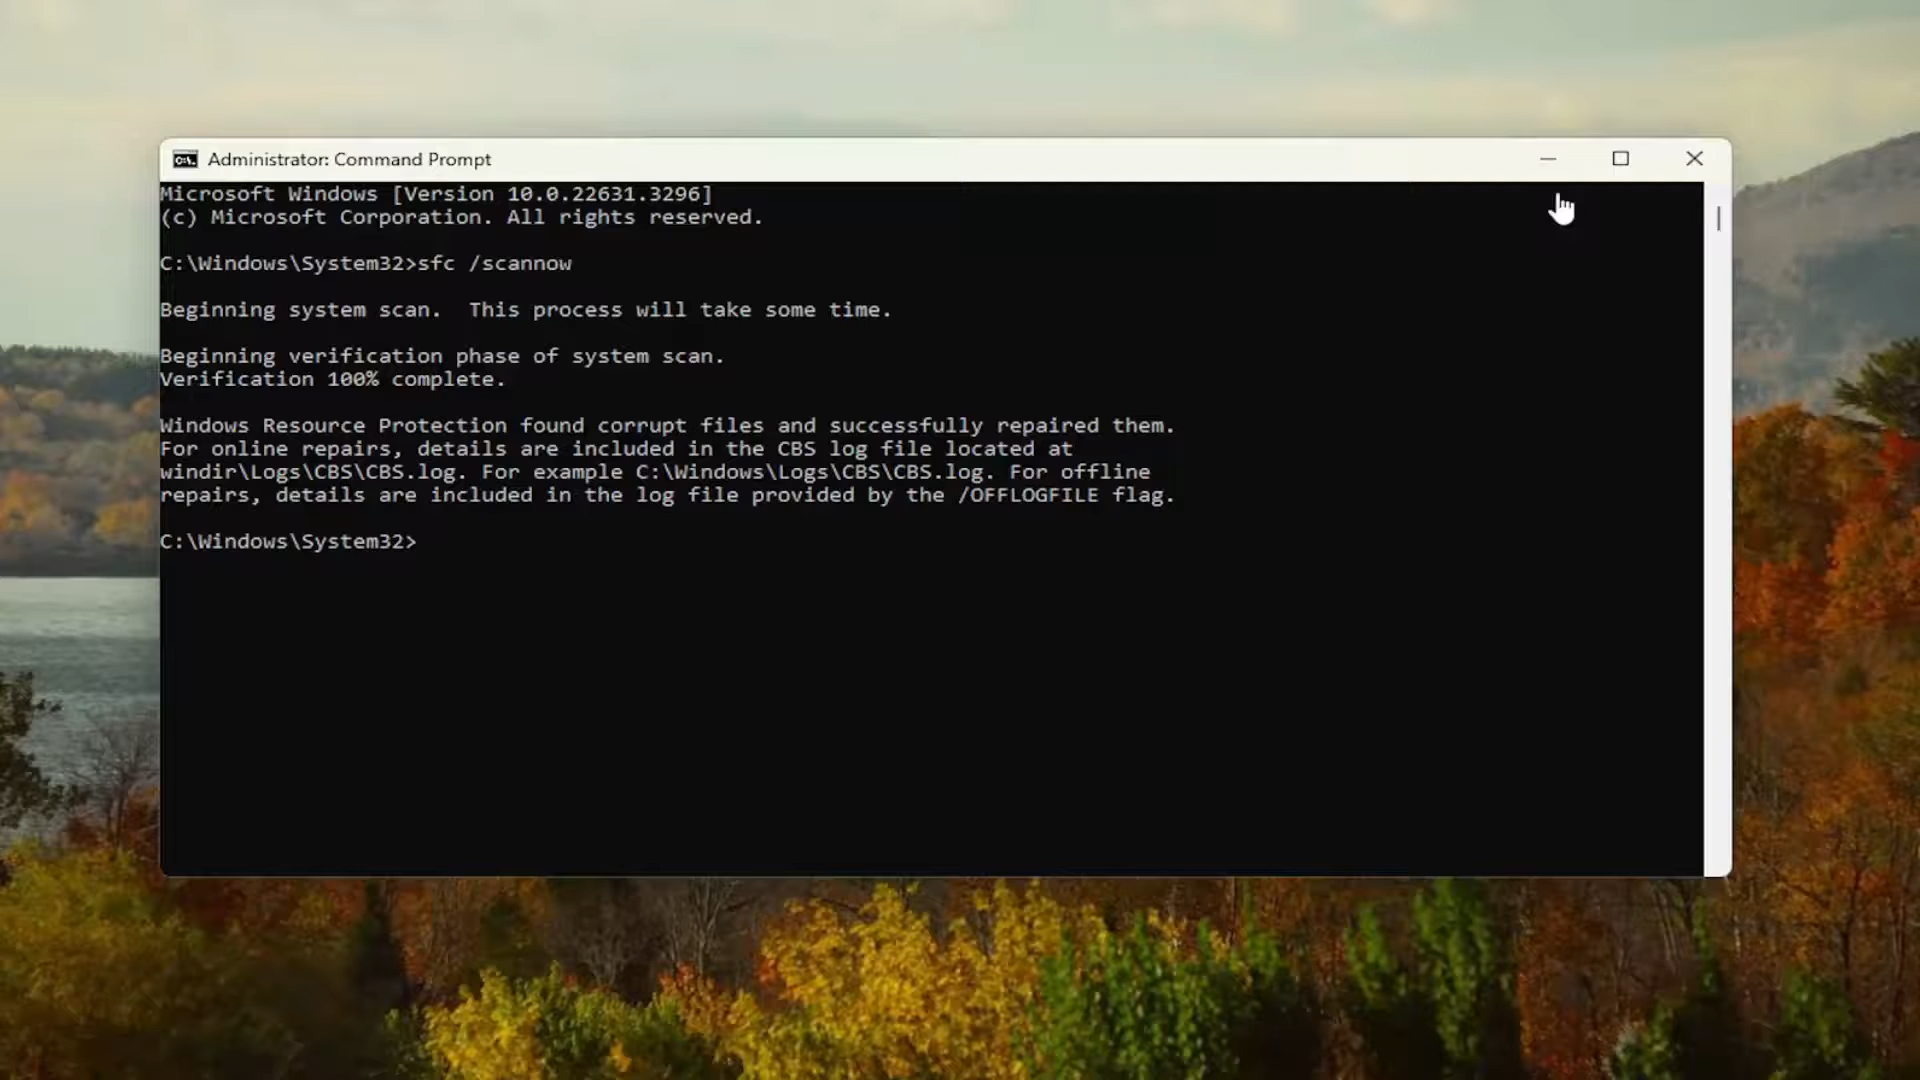 Administrator: Command Prompt
Microsoft Windows [Version 10.0.22631.3296]
(c) Microsoft Corporation. All rights reserved.
C:\Windows\System32>sfc /scannow
Beginning system scan.  This process will take some time.
Beginning verification phase of system scan.
Verification 100% complete.
Windows Resource Protection found corrupt files and successfully repaired them.
For online repairs, details are included in the CBS log file located at
windir\Logs\CBS\CBS.log. For example C:\Windows\Logs\CBS\CBS.log. For offline
repairs, details are included in the log file provided by the /OFFLOGFILE flag.
C:\Windows\System32>